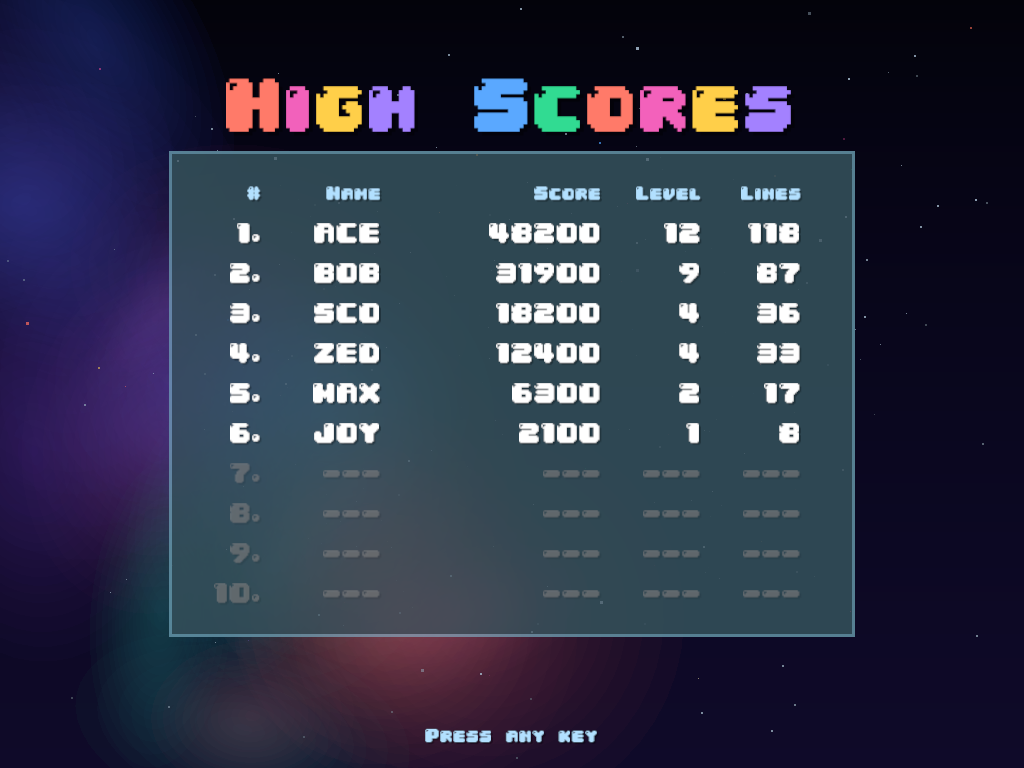 High Scores
# Name Score Level Lines
1. ACE 48200 12 118
2. BOB 31900 9 87
3. SCO 18200 4 36
4. ZED 12400 4 33
5. MAX 6300 2 17
6. JOY 2100 1 8
7. --- --- --- ---
8. --- --- --- ---
9. --- --- --- ---
10. --- --- --- ---
Press any key